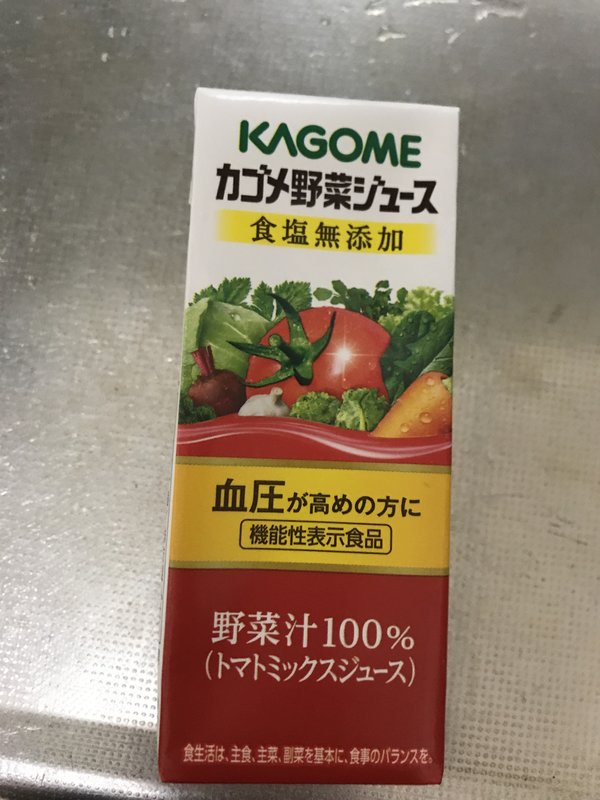 KAGOME
カゴメ野菜ジュース
食塩無添加
血圧が高めの方に
機能性表示食品
野菜汁100%
(トマトミックスジュース)
食生活は、主食、主菜、副菜を基本に、食事のバランスを。